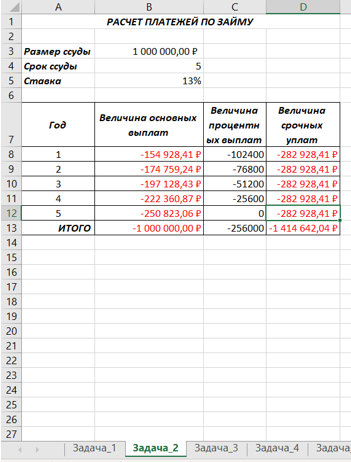 A B C D
1 РАСЧЕТ ПЛАТЕЖЕЙ ПО ЗАЙМУ
2
3 Размер ссуды 1 000 000,00 ₽
4 Срок ссуды 5
5 Ставка 13%
6
7 Год Величина основных выплат Величина процентн ых выплат Величина срочных уплат
8 1 -154 928,41 ₽ -102400 -282 928,41 ₽
9 2 -174 759,24 ₽ -76800 -282 928,41 ₽
10 3 -197 128,43 ₽ -51200 -282 928,41 ₽
11 4 -222 360,87 ₽ -25600 -282 928,41 ₽
12 5 -250 823,06 ₽ 0 -282 928,41 ₽
13 ИТОГО -1 000 000,00 ₽ -256000 -1 414 642,04 ₽
14
15
16
17
18
19
20
21
22
23
24
25
26
27
Задача_1 Задача_2 Задача_3 Задача_4 Задача